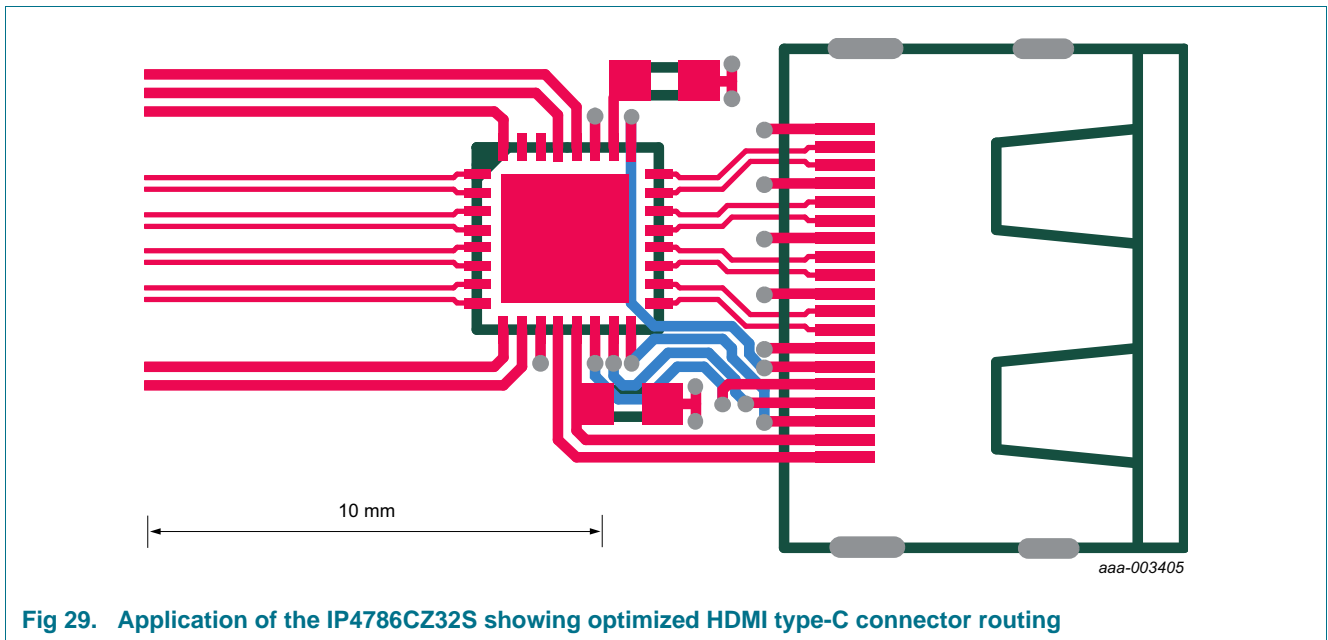 10 mm
aaa-003405
Fig 29. Application of the IP4786CZ32S showing optimized HDMI type-C connector routing